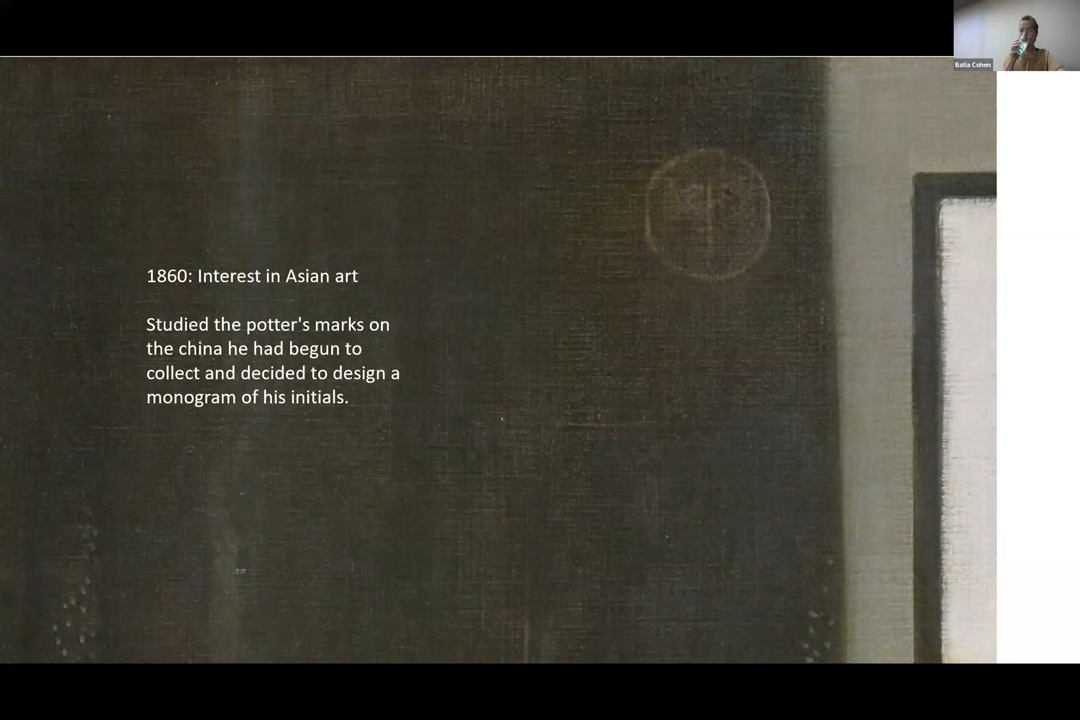 Batia Cohen
1860: Interest in Asian art
Studied the potter's marks on
the china he had begun to
collect and decided to design a
monogram of his initials.